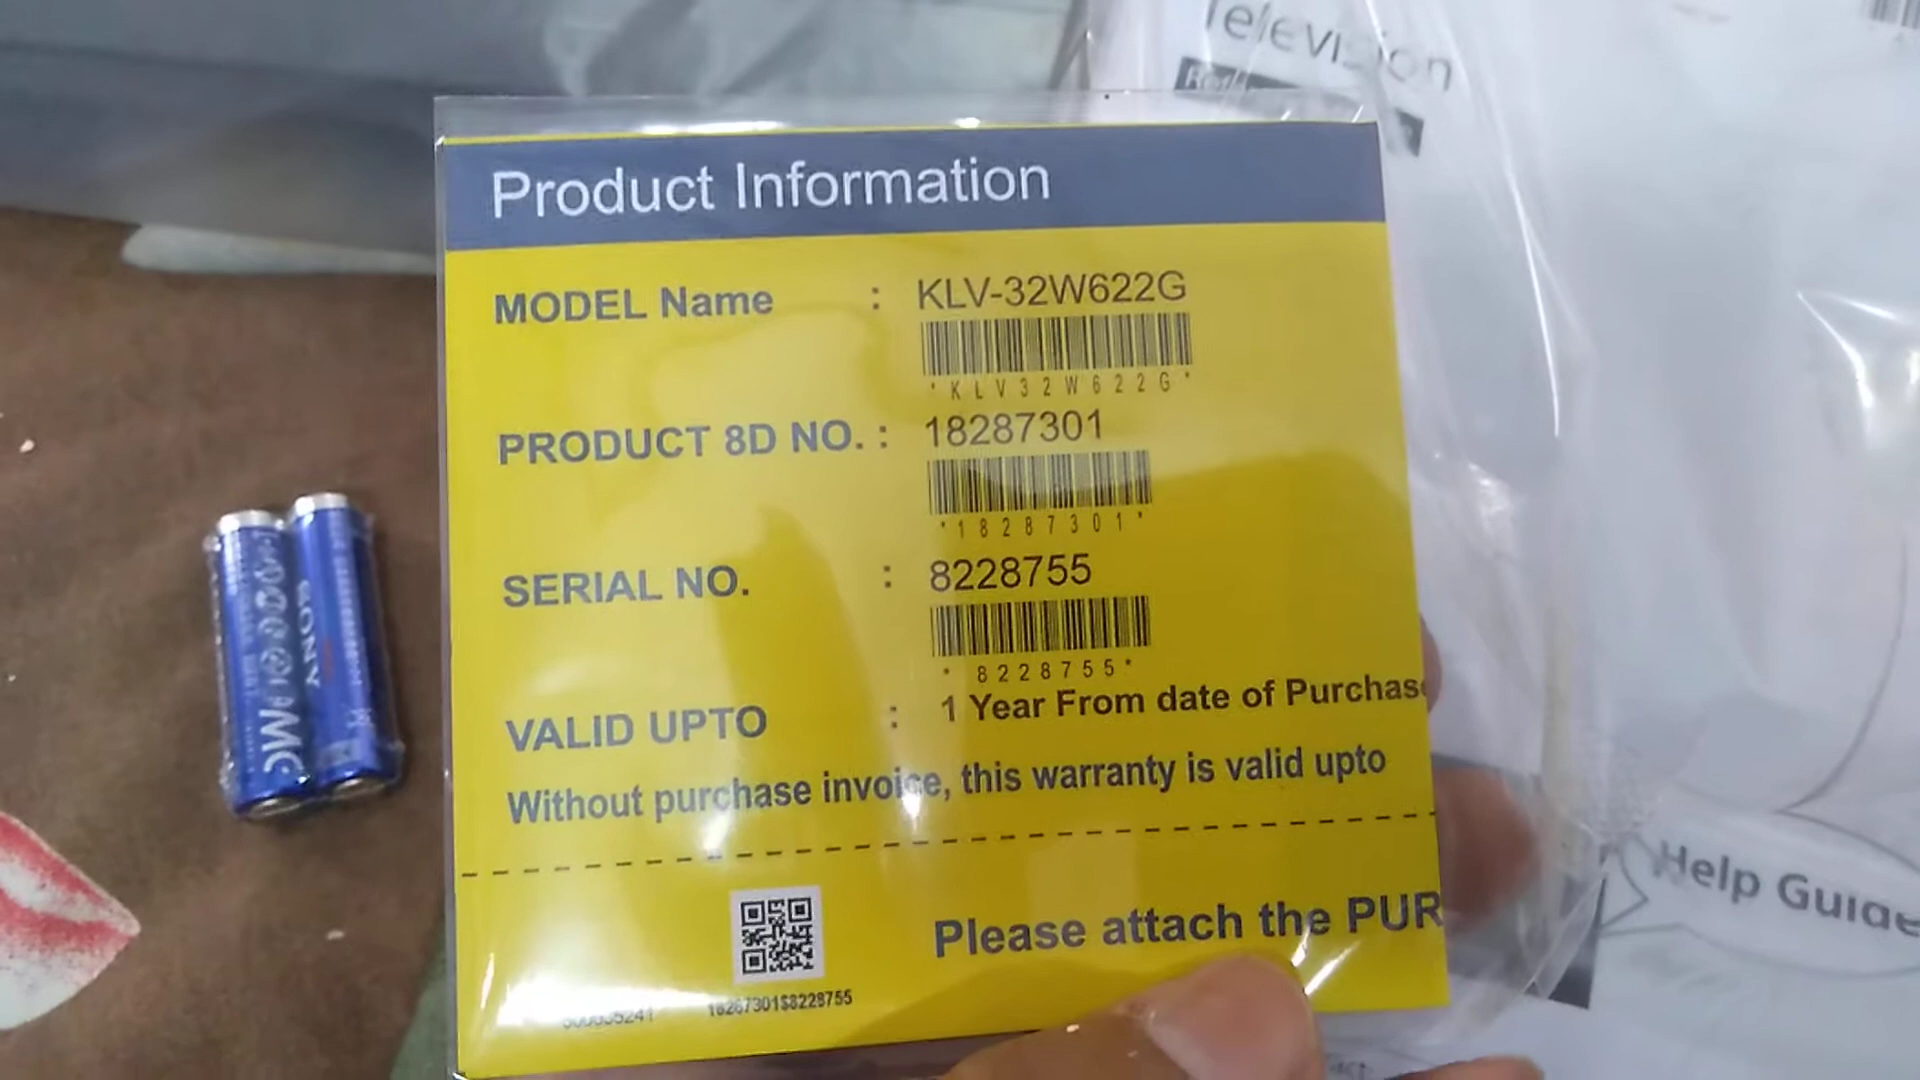 Television
Product Information
MODEL Name : KLV-32W622G
*KLV32W622G*
PRODUCT 8D NO. : 18287301
*18287301*
SERIAL NO. : 8228755
*8228755*
VALID UPTO : 1 Year From date of Purchase
Without purchase invoice, this warranty is valid upto
Please attach the PUR
18287301S8228755
SONY
Help Guide